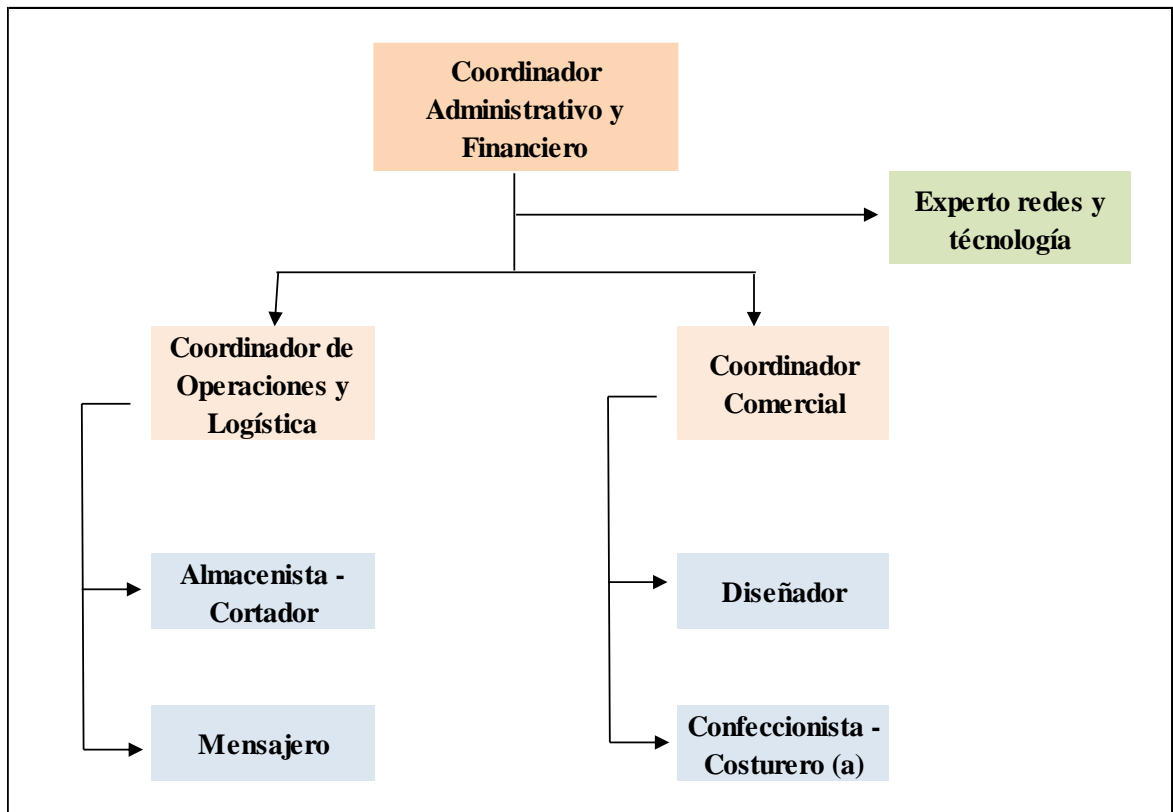 Coordinador
Administrativo y
Financiero
Experto redes y
técnología
Coordinador de
Operaciones y
Logística
Coordinador
Comercial
Almacenista -
Cortador
Diseñador
Mensajero
Confeccionista -
Costurero (a)